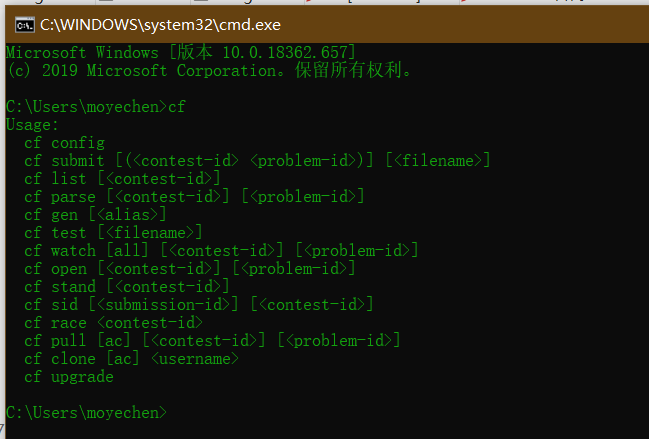 C:\WINDOWS\system32\cmd.exe
Microsoft Windows [版本 10.0.18362.657]
(c) 2019 Microsoft Corporation。保留所有权利。
C:\Users\moyechen>cf
Usage:
  cf config
  cf submit [(<contest-id> <problem-id>)] [<filename>]
  cf list [<contest-id>]
  cf parse [<contest-id>] [<problem-id>]
  cf gen [<alias>]
  cf test [<filename>]
  cf watch [all] [<contest-id>] [<problem-id>]
  cf open [<contest-id>] [<problem-id>]
  cf stand [<contest-id>]
  cf sid [<submission-id>] [<contest-id>]
  cf race <contest-id>
  cf pull [ac] [<contest-id>] [<problem-id>]
  cf clone [ac] <username>
  cf upgrade
C:\Users\moyechen>